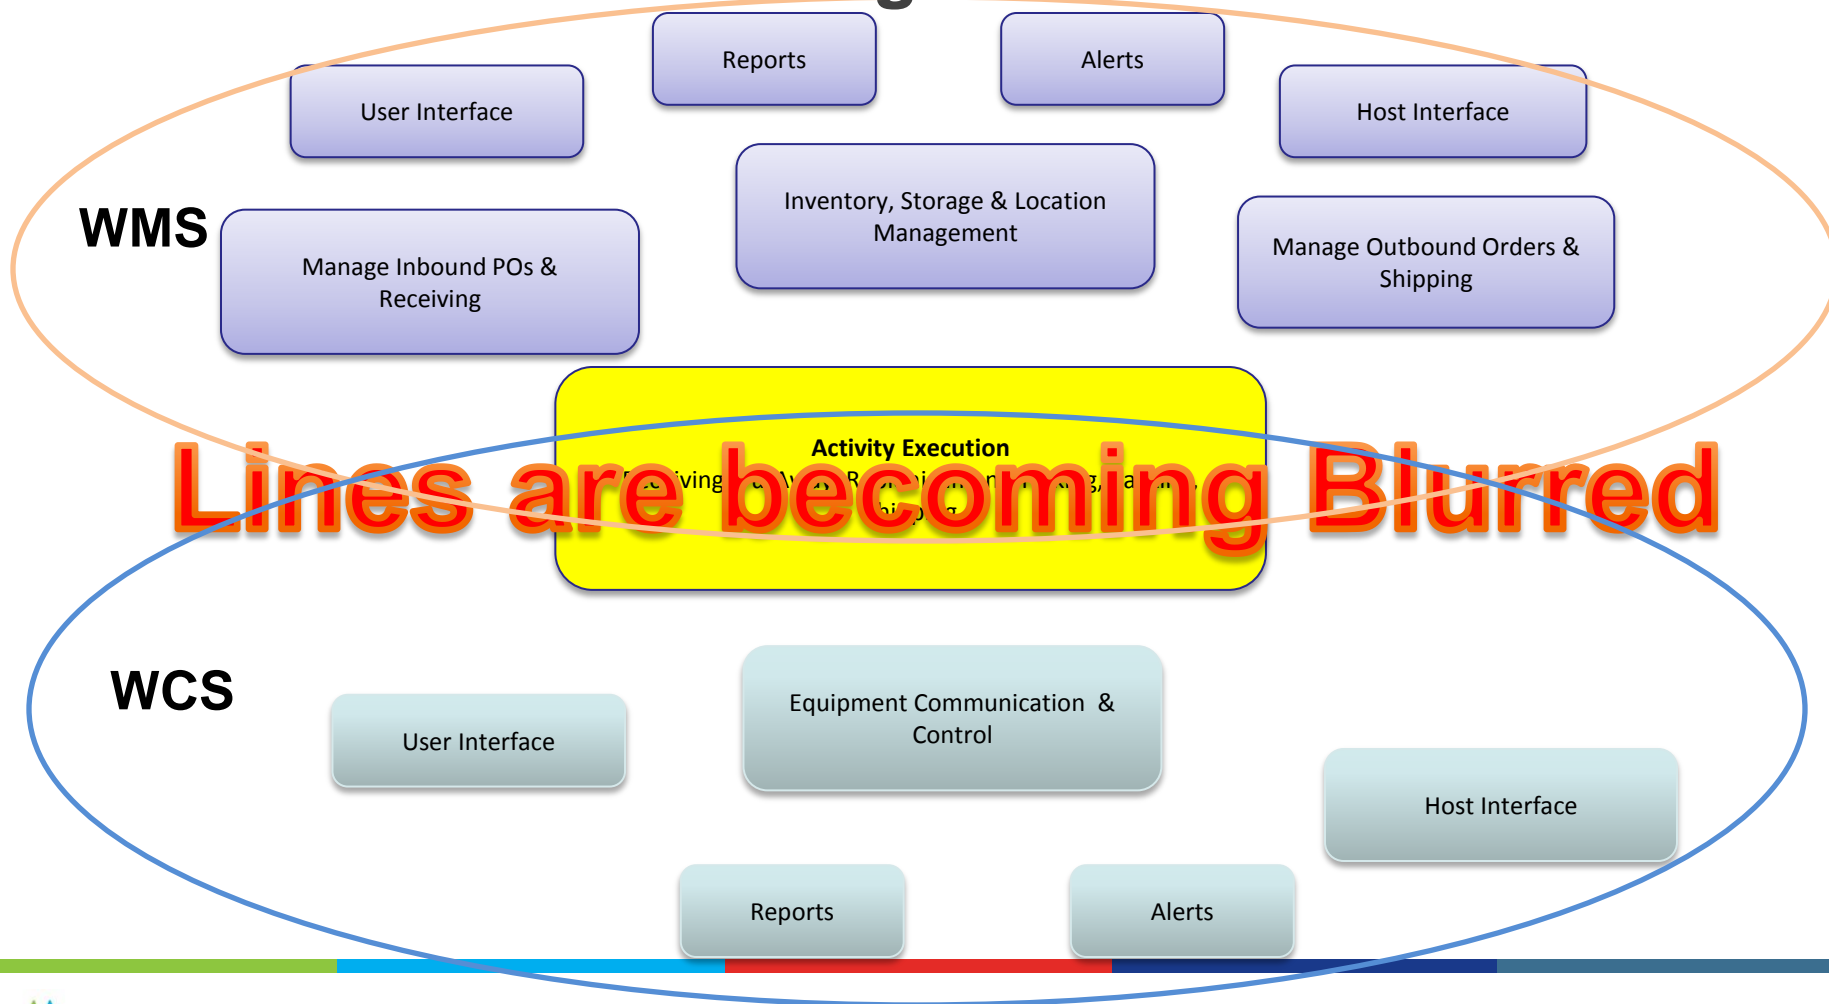 g
Reports
Alerts
User Interface
Host Interface
Inventory, Storage & Location
Management
WMS
Manage Outbound Orders &
Shipping
Manage Inbound POs &
Receiving
Activity Execution
Lines are becoming Blurred
WCS
Equipment Communication &
Control
User Interface
Host Interface
Reports
Alerts